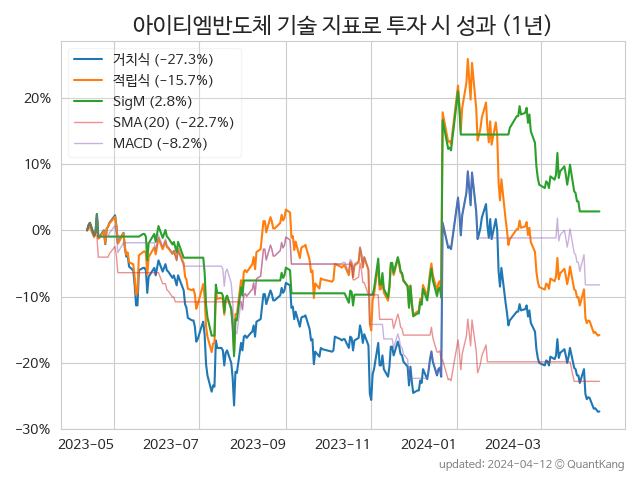 아이티엠반도체 기술 지표로 투자 시 성과 (1년)
거치식 (−27.3%)
적립식 (−15.7%)
SigM (2.8%)
SMA(20) (−22.7%)
MACD (−8.2%)
20%
10%
0%
−10%
−20%
−30%
2023-05 2023-07 2023-09 2023-11 2024-01 2024-03
updated: 2024-04-12 © QuantKang